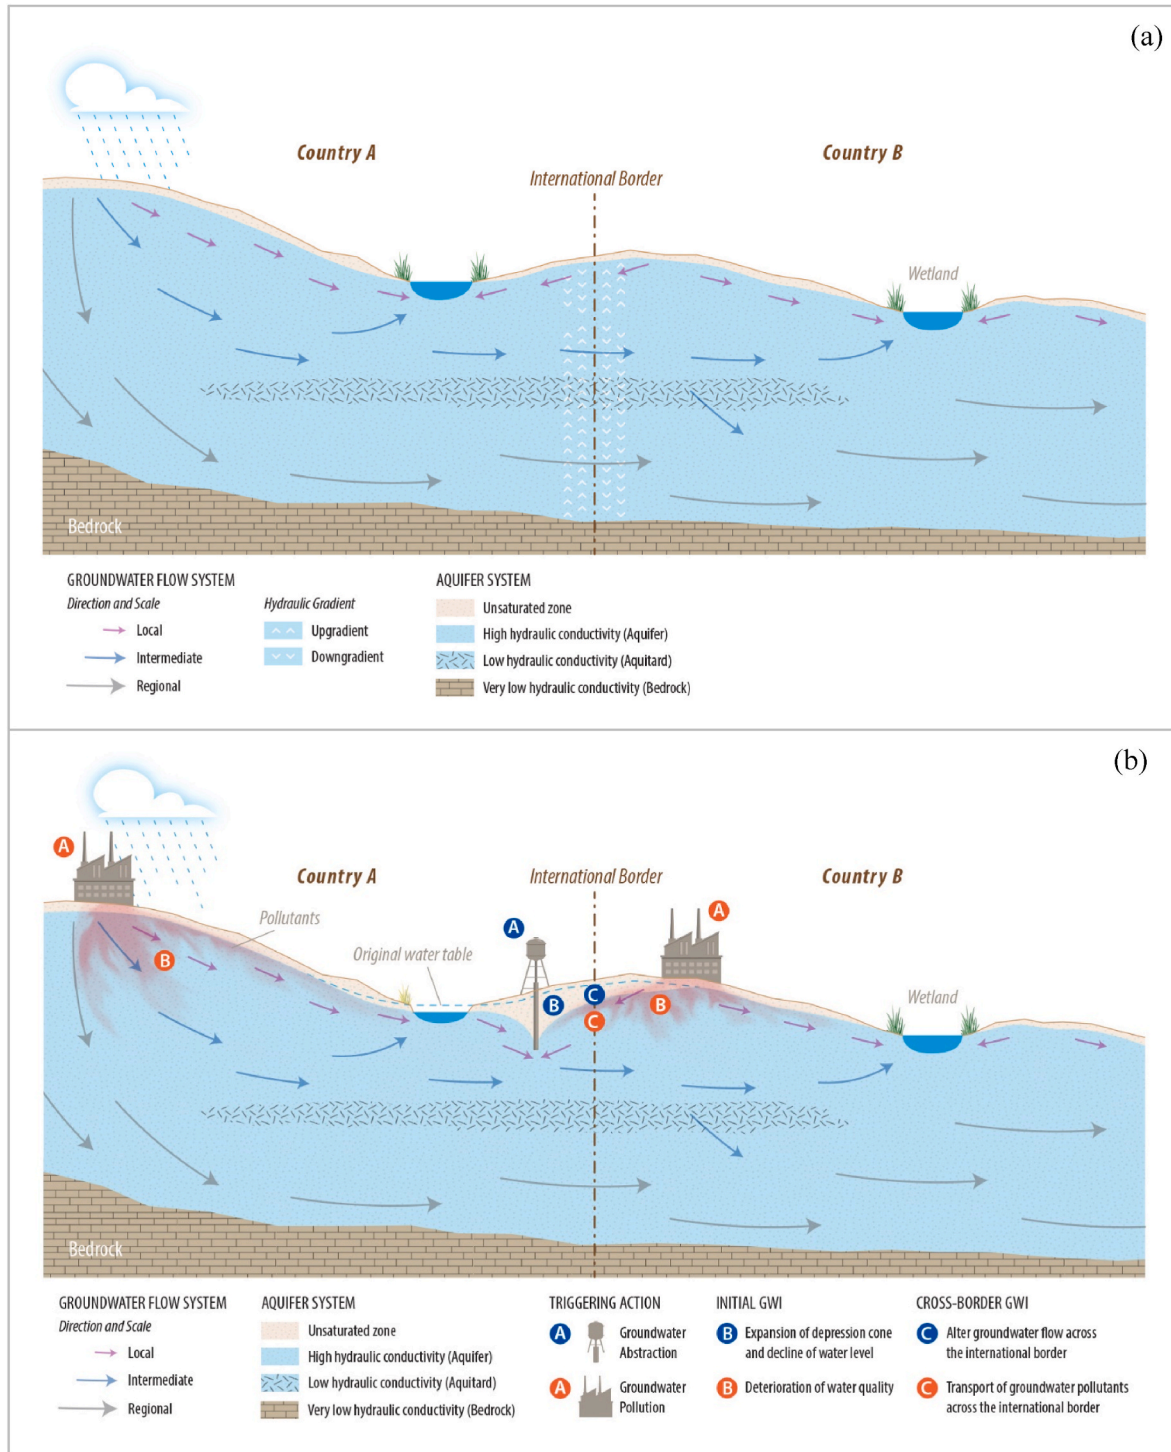 (a)
Country A
Country B
International Border
Wetland
Bedrock
GROUNDWATER FLOW SYSTEM
Direction and Scale
Local
Intermediate
Regional
Hydraulic Gradient
Upgradient
Downgradient
AQUIFER SYSTEM
Unsaturated zone
High hydraulic conductivity (Aquifer)
Low hydraulic conductivity (Aquitard)
Very low hydraulic conductivity (Bedrock)
(b)
A
Country A
International Border
Country B
A
Pollutants
A
B
Original water table
Wetland
B
C
B
C
Bedrock
GROUNDWATER FLOW SYSTEM
Direction and Scale
Local
Intermediate
Regional
AQUIFER SYSTEM
Unsaturated zone
High hydraulic conductivity (Aquifer)
Low hydraulic conductivity (Aquitard)
Very low hydraulic conductivity (Bedrock)
TRIGGERING ACTION
A Groundwater
Abstraction
A Groundwater
Pollution
INITIAL GWI
B Expansion of depression cone
and decline of water level
B Deterioration of water quality
CROSS-BORDER GWI
C Alter groundwater flow across
the international border
C Transport of groundwater pollutants
across the international border